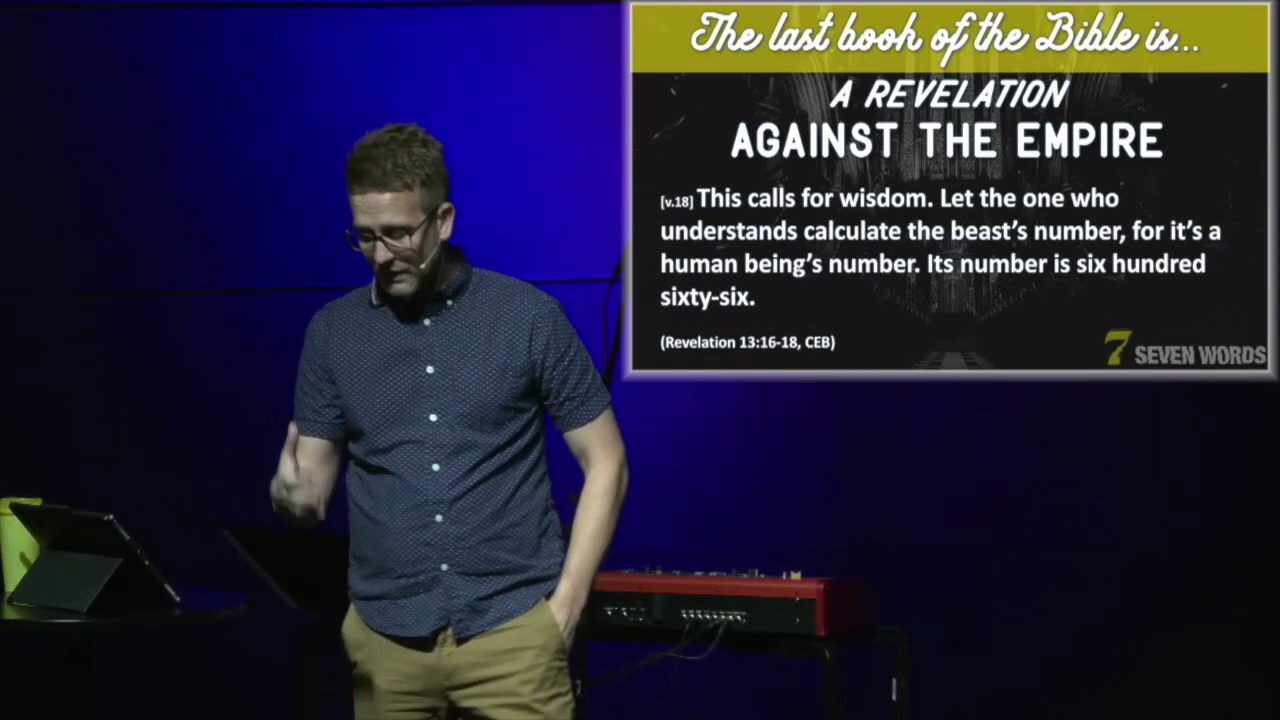 The last book of the Bible is...
A REVELATION
AGAINST THE EMPIRE
[v.18] This calls for wisdom. Let the one who
understands calculate the beast's number, for it's a
human being's number. Its number is six hundred
sixty-six.
(Revelation 13:16-18, CEB)
7 SEVEN WORDS